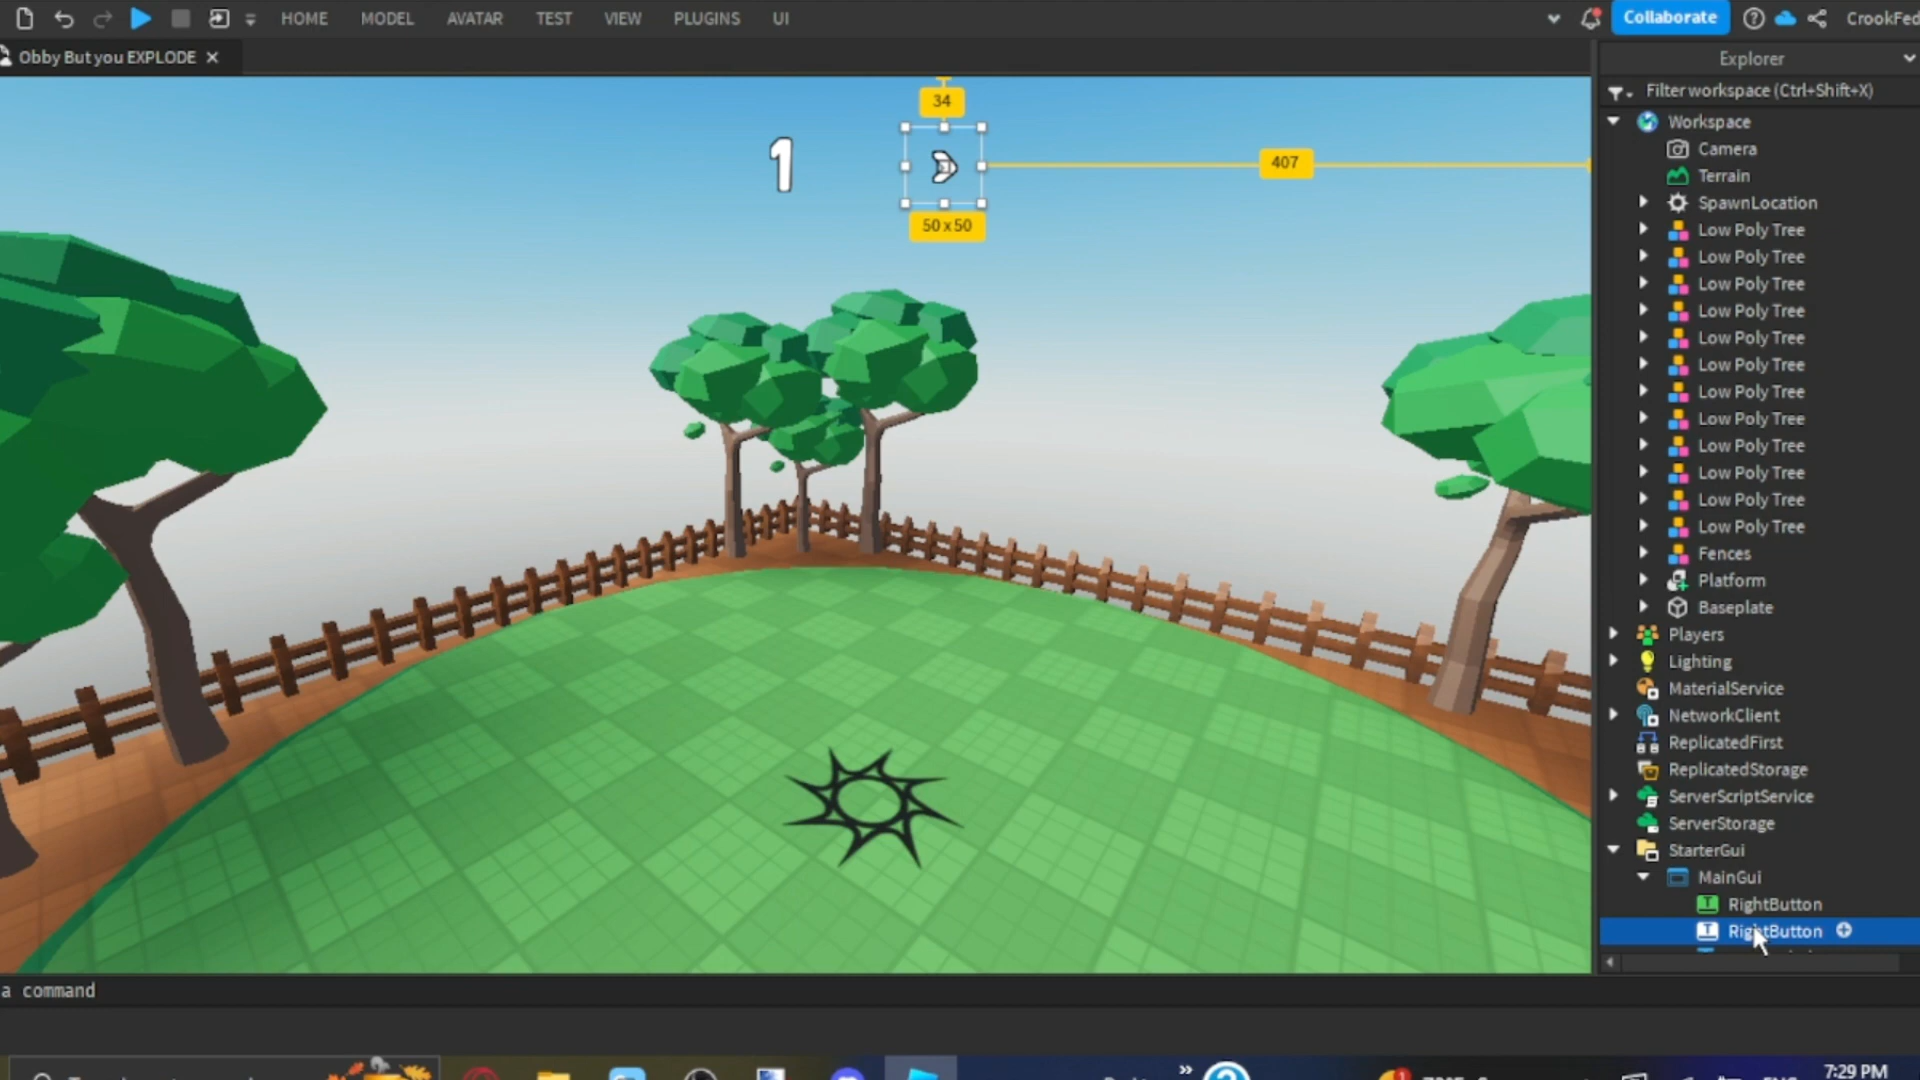 HOME MODEL AVATAR TEST VIEW PLUGINS UI
Collaborate
CrookFed
Obby But you EXPLODE
Explorer
Filter workspace (Ctrl+Shift+X)
34
1
407
50 x 50
Workspace
Camera
Terrain
SpawnLocation
Low Poly Tree
Low Poly Tree
Low Poly Tree
Low Poly Tree
Low Poly Tree
Low Poly Tree
Low Poly Tree
Low Poly Tree
Low Poly Tree
Low Poly Tree
Low Poly Tree
Low Poly Tree
Fences
Platform
Baseplate
Players
Lighting
MaterialService
NetworkClient
ReplicatedFirst
ReplicatedStorage
ServerScriptService
ServerStorage
StarterGui
MainGui
RightButton
RightButton
a command
7:29 PM